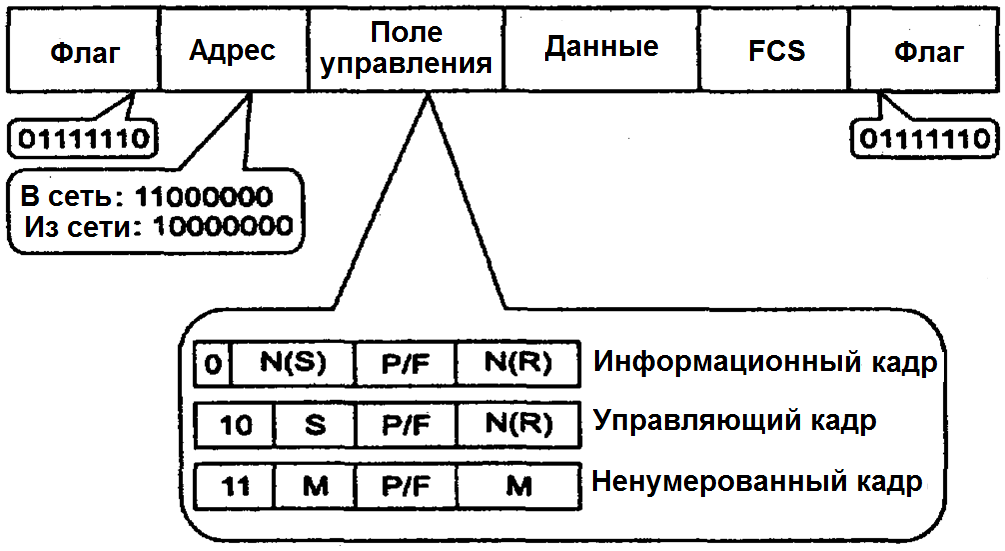 Флаг
Адрес
Поле
управления
Данные
FCS
Флаг
01111110
01111110
В сеть: 11000000
Из сети: 10000000
0 N(S) P/F N(R) Информационный кадр
10 S P/F N(R) Управляющий кадр
11 M P/F M Ненумерованный кадр